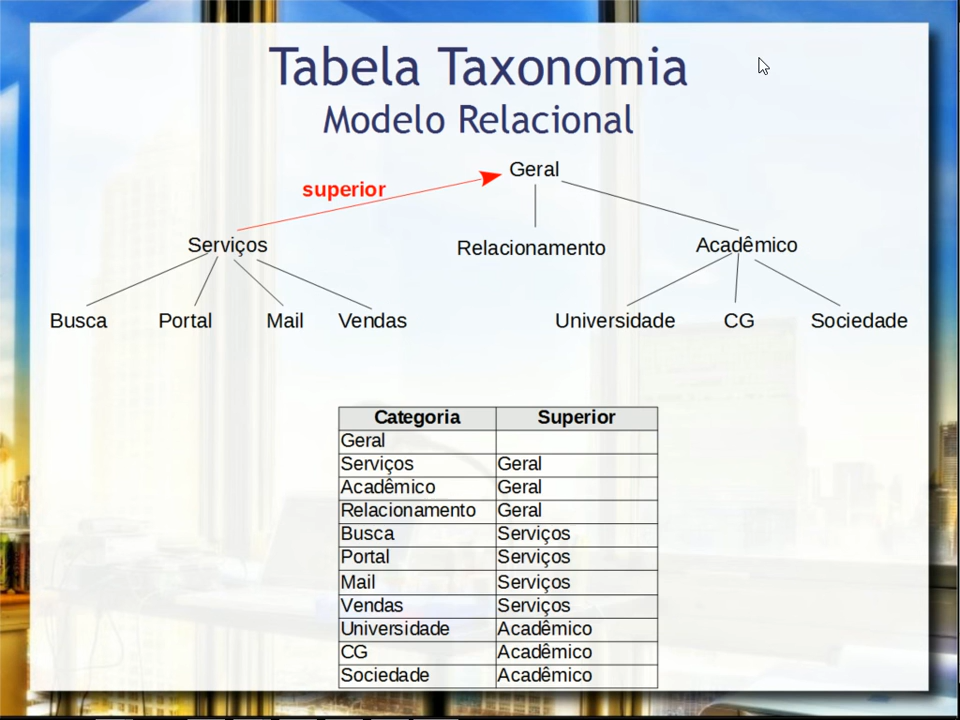 Tabela Taxonomia
Modelo Relacional
Geral
superior
Serviços Relacionamento Acadêmico
Busca Portal Mail Vendas Universidade CG Sociedade
Categoria Superior
Geral
Serviços Geral
Acadêmico Geral
Relacionamento Geral
Busca Serviços
Portal Serviços
Mail Serviços
Vendas Serviços
Universidade Acadêmico
CG Acadêmico
Sociedade Acadêmico